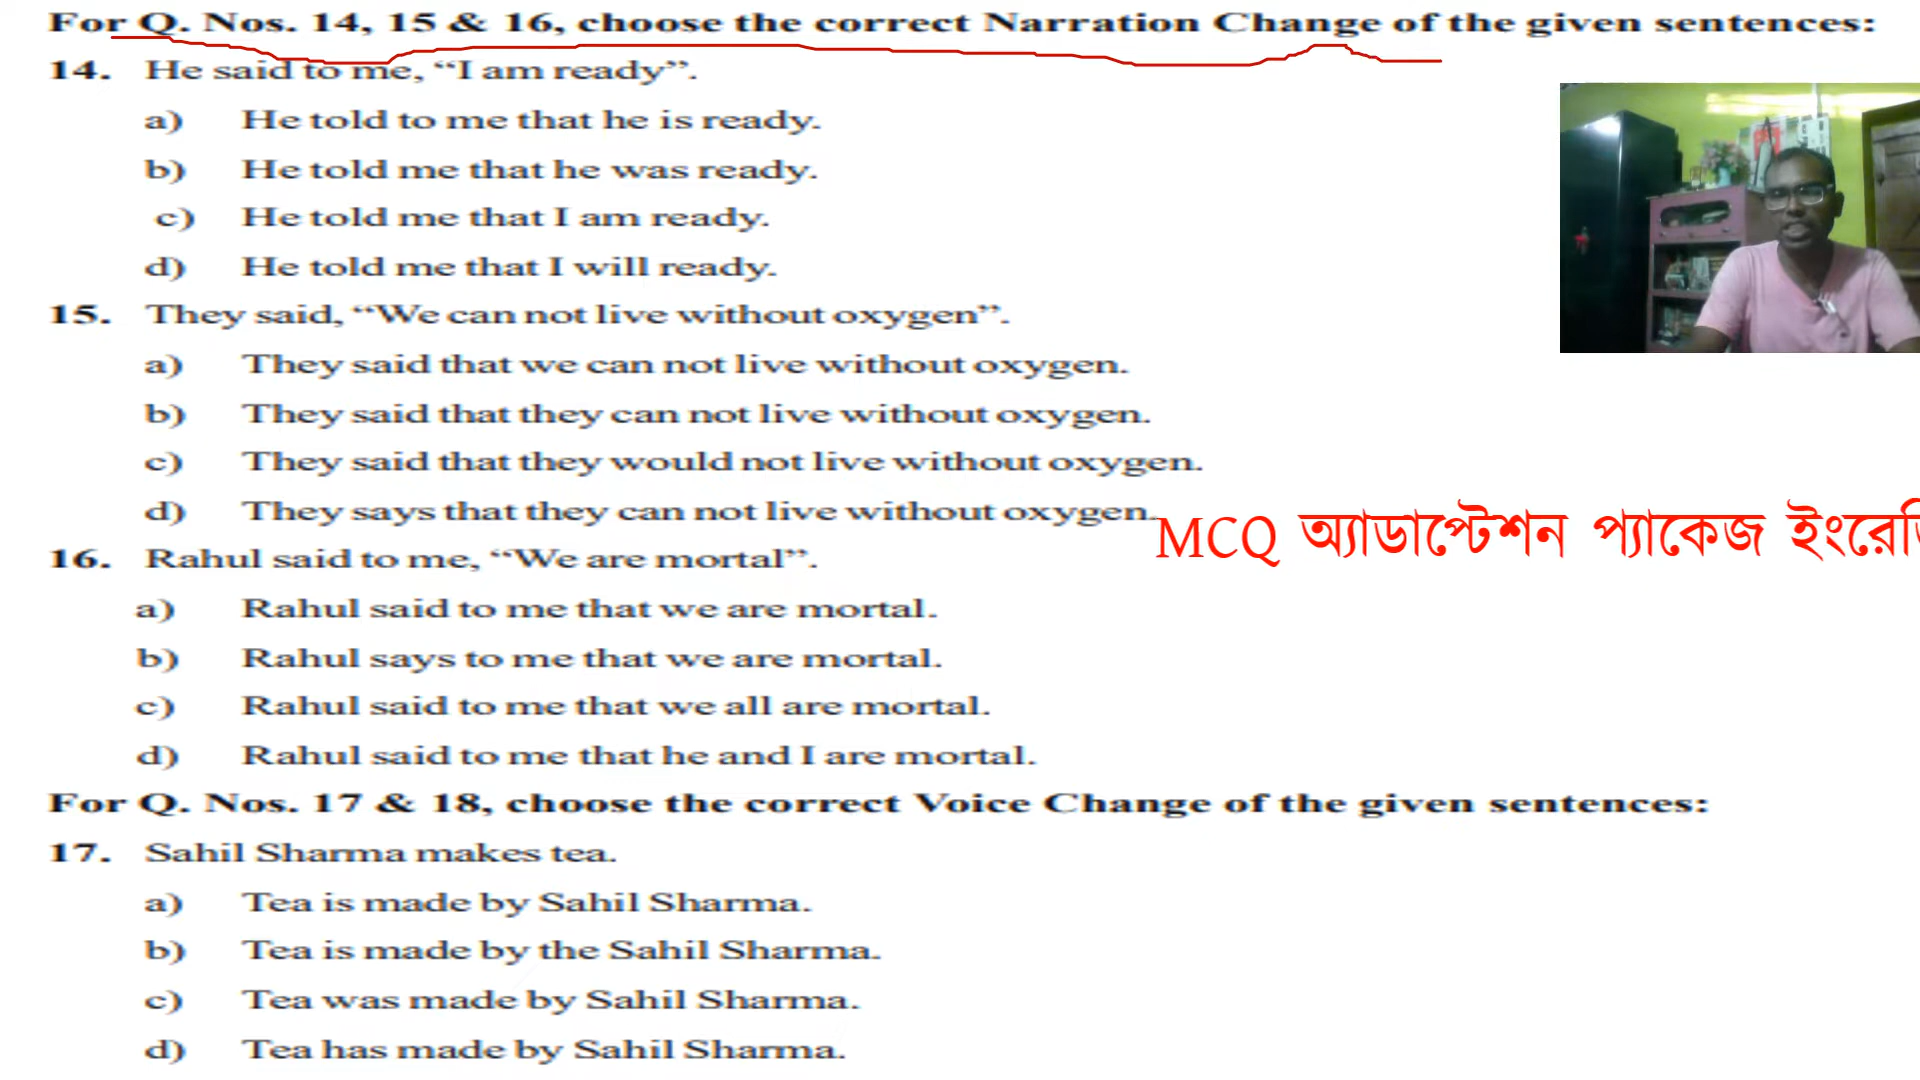 For Q. Nos. 14, 15 & 16, choose the correct Narration Change of the given sentences:
14. He said to me, “I am ready”.
a) He told to me that he is ready.
b) He told me that he was ready.
c) He told me that I am ready.
d) He told me that I will ready.
15. They said, “We can not live without oxygen”.
a) They said that we can not live without oxygen.
b) They said that they can not live without oxygen.
c) They said that they would not live without oxygen.
d) They says that they can not live without oxygen.
MCQ অ্যাডাপ্টেশন প্যাকেজ
16. Rahul said to me, “We are mortal”.
a) Rahul said to me that we are mortal.
b) Rahul says to me that we are mortal.
c) Rahul said to me that we all are mortal.
d) Rahul said to me that he and I are mortal.
For Q. Nos. 17 & 18, choose the correct Voice Change of the given sentences:
17. Sahil Sharma makes tea.
a) Tea is made by Sahil Sharma.
b) Tea is made by the Sahil Sharma.
c) Tea was made by Sahil Sharma.
d) Tea has made by Sahil Sharma.